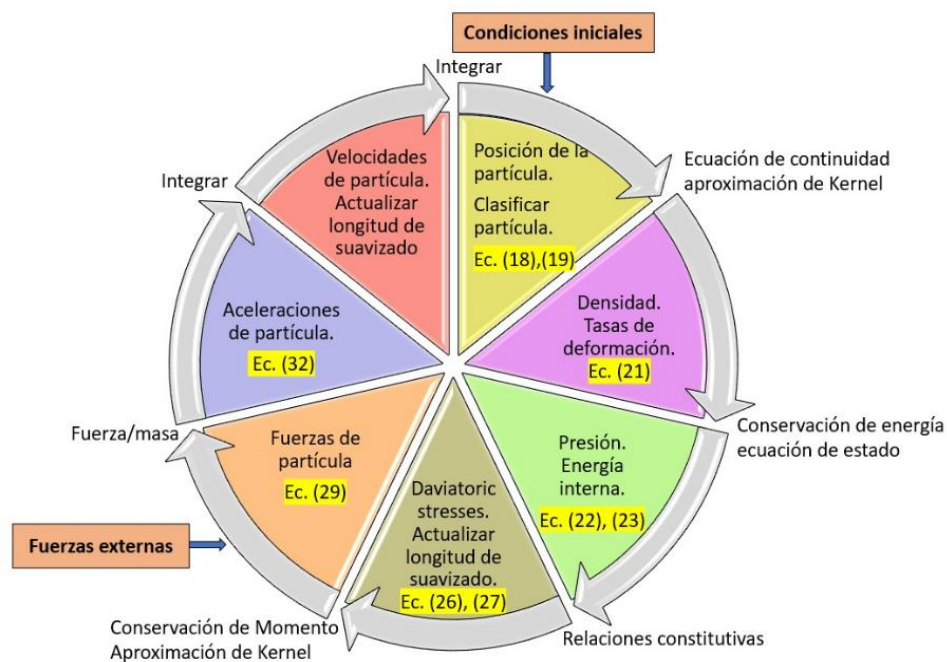 Condiciones iniciales
Integrar
Posición de la
partícula.
Clasificar
partícula.
Ec. (18),(19)
Ecuación de continuidad
aproximación de Kernel
Densidad.
Tasas de
deformación.
Ec. (21)
Conservación de energía
ecuación de estado
Presión.
Energía
interna.
Ec. (22), (23)
Relaciones constitutivas
Daviatoric
stresses.
Actualizar
longitud de
suavizado.
Ec. (26), (27)
Conservación de Momento
Aproximación de Kernel
Fuerzas externas
Fuerzas de
partícula
Ec. (29)
Fuerza/masa
Aceleraciones
de partícula.
Ec. (32)
Integrar
Velocidades
de partícula.
Actualizar
longitud de
suavizado